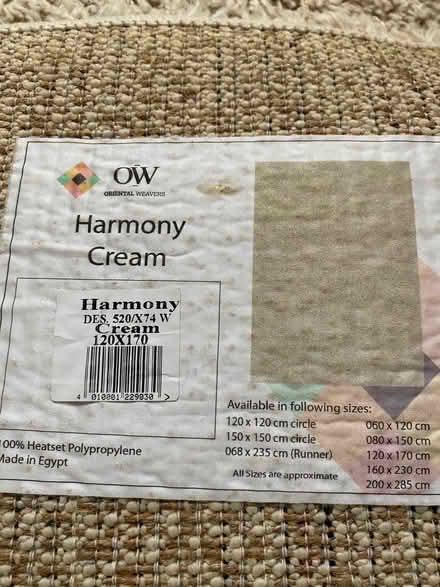 OW
ORIENTAL WEAVERS
Harmony
Cream
Harmony
DES. 520/X74 W
Cream
120X170
4 010001 229030 >
100% Heatset Polypropylene
Made in Egypt
Available in following sizes:
120 x 120 cm circle
150 x 150 cm circle
068 x 235 cm (Runner)
060 x 120 cm
080 x 150 cm
120 x 170 cm
160 x 230 cm
200 x 285 cm
All Sizes are approximate